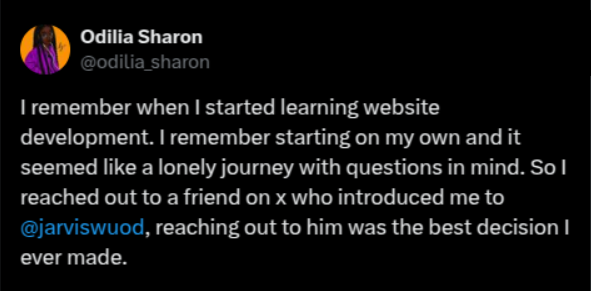 Odilia Sharon
@odilia_sharon
I remember when I started learning website
development. I remember starting on my own and it
seemed like a lonely journey with questions in mind. So I
reached out to a friend on x who introduced me to
@jarviswuod, reaching out to him was the best decision I
ever made.